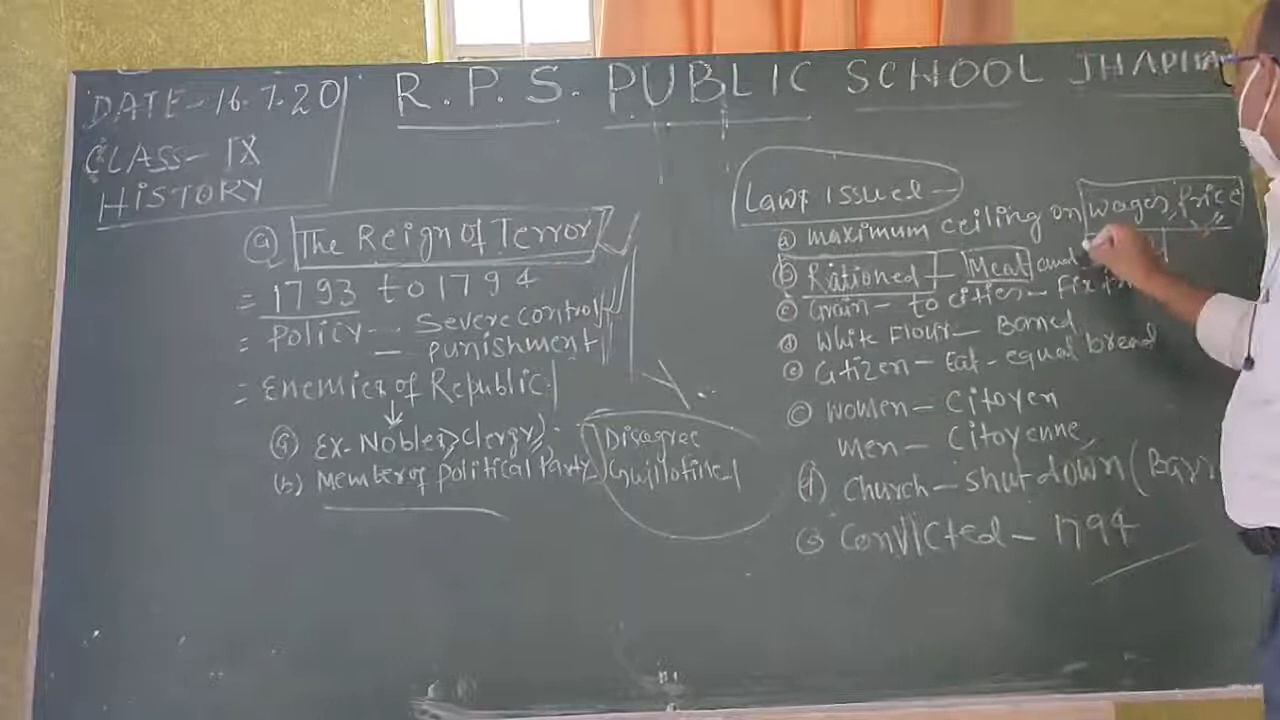 DATE-16.7.20
R.P.S. PUBLIC SCHOOL JHAPHA
CLASS- IX
HISTORY
(a) The Reign of Terror
= 1793 to 1794
= Policy - Severe control
- punishment
= Enemies of Republic
(a) Ex- Nobles, Clergy
(b) Member of Political Party
Disagree
Guillotined
Laws issued -
(a) maximum ceiling on wages, price
(b) Rationed - Meat and
(c) Grain - to cities - Fix
(d) White Flour - Baned
(e) Citizen - Eat - equal bread
(c) women - Citoyen
Men - Citoyenne
(f) Church - shut down (Barr
(g) Convicted - 1794